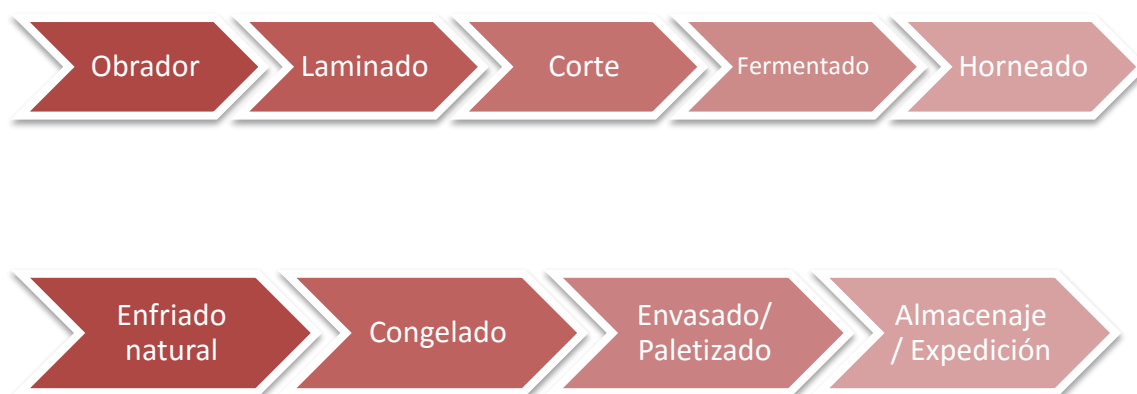 Obrador
Laminado
Corte
Fermentado
Horneado
Enfriado
natural
Congelado
Envasado/
Paletizado
Almacenaje
/ Expedición